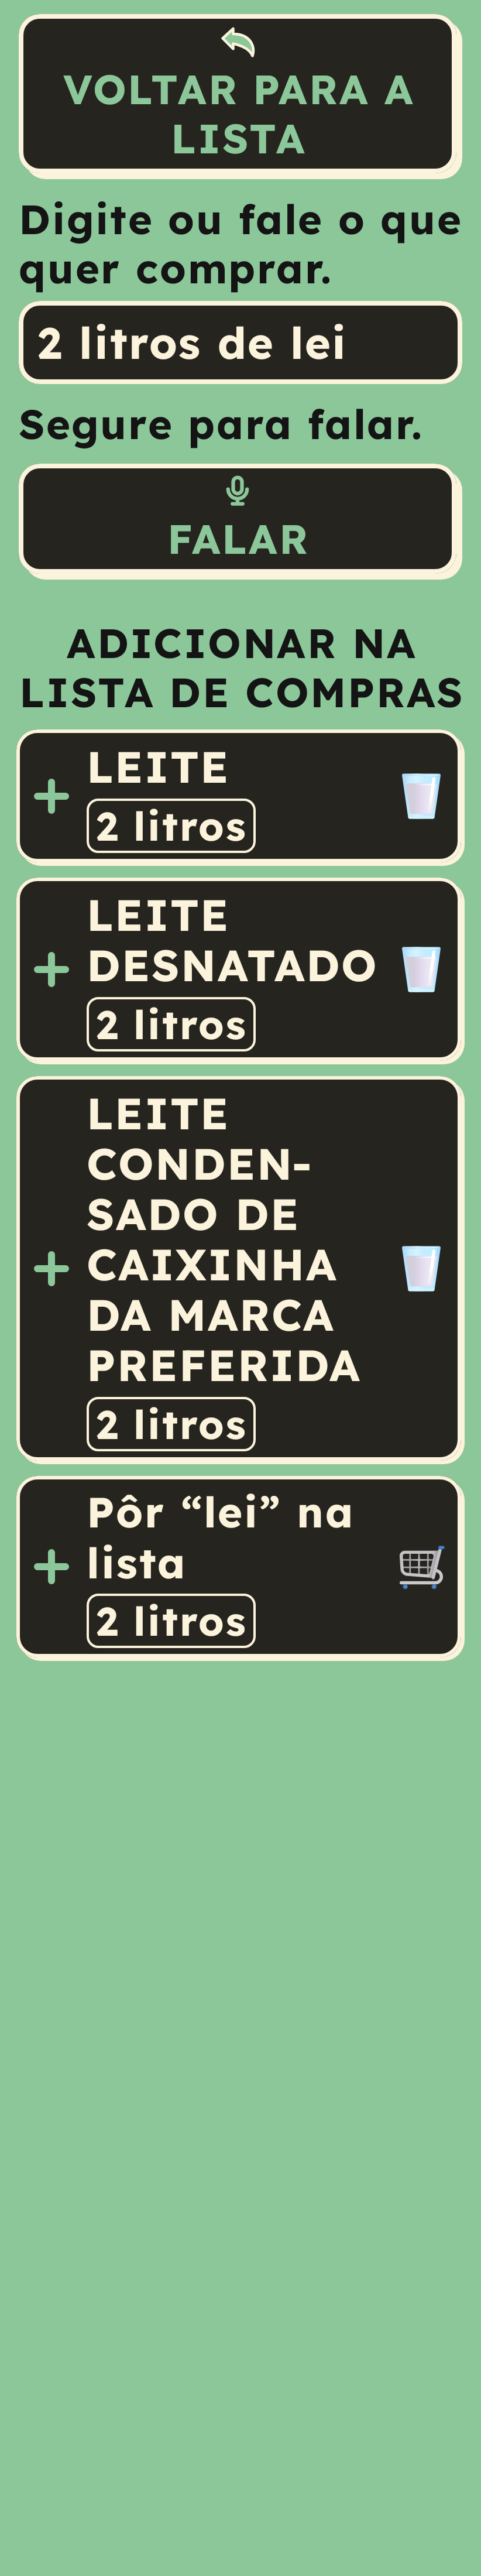 VOLTAR PARA A
LISTA
Digite ou fale o que
quer comprar.
2 litros de lei
Segure para falar.
FALAR
ADICIONAR NA
LISTA DE COMPRAS
LEITE
2 litros
LEITE
DESNATADO
2 litros
LEITE
CONDEN-
SADO DE
CAIXINHA
DA MARCA
PREFERIDA
2 litros
Pôr “lei” na
lista
2 litros